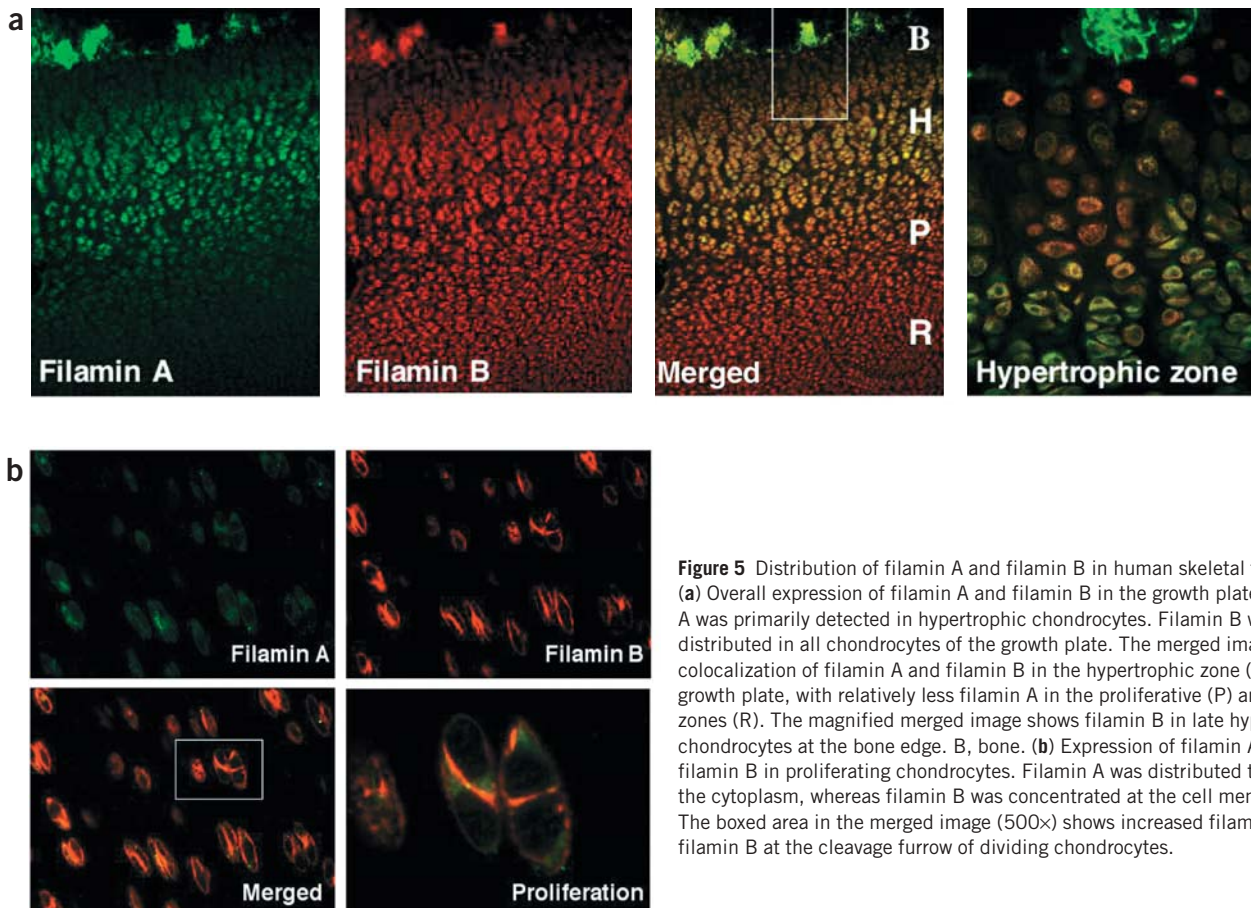 a
Filamin A
Filamin B
B
H
P
R
Merged
Hypertrophic zone
b
Filamin A
Filamin B
Merged
Proliferation
Figure 5 Distribution of filamin A and filamin B in human skeletal
(a) Overall expression of filamin A and filamin B in the growth plate
A was primarily detected in hypertrophic chondrocytes. Filamin B
distributed in all chondrocytes of the growth plate. The merged
colocalization of filamin A and filamin B in the hypertrophic zone (
growth plate, with relatively less filamin A in the proliferative (P)
zones (R). The magnified merged image shows filamin B in late
chondrocytes at the bone edge. B, bone. (b) Expression of filamin
filamin B in proliferating chondrocytes. Filamin A was distributed
the cytoplasm, whereas filamin B was concentrated at the cell
The boxed area in the merged image (500×) shows increased
filamin B at the cleavage furrow of dividing chondrocytes.